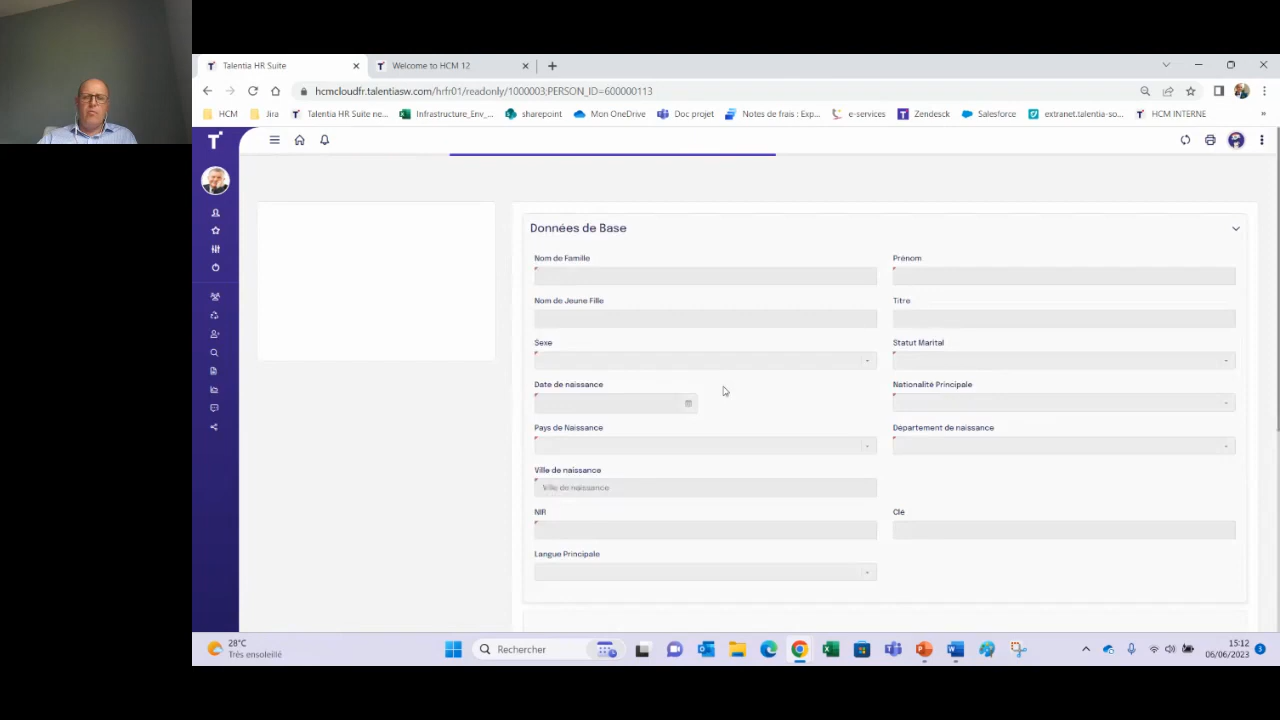 Talentia HR Suite
Welcome to HCM 12
hcmcloudfr.talentiasw.com/hrfr01/readonly/1000003;PERSON_ID=600000113
HCM
Jira
Talentia HR Suite ne...
Infrastructure_Env_...
sharepoint
Mon OneDrive
Doc projet
Notes de frais : Exp...
e-services
Zendesck
Salesforce
extranet.talentia-so...
HCM INTERNE
»
Données de Base
Nom de Famille
Prénom
Nom de Jeune Fille
Titre
Sexe
Statut Marital
Date de naissance
Nationalité Principale
Pays de Naissance
Département de naissance
Ville de naissance
Ville de naissance
NIR
Clé
Langue Principale
28°C
Très ensoleillé
Rechercher
15:12
06/06/2023
3